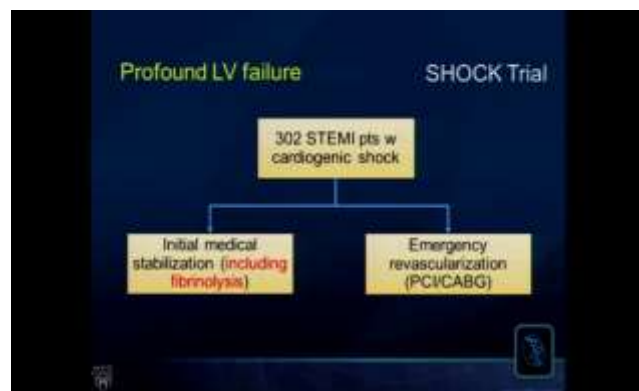 Profound LV failure
SHOCK Trial
302 STEMI pts w
cardiogenic shock
Initial medical
stabilization (including
fibrinolysis)
Emergency
revascularization
(PCI/CABG)